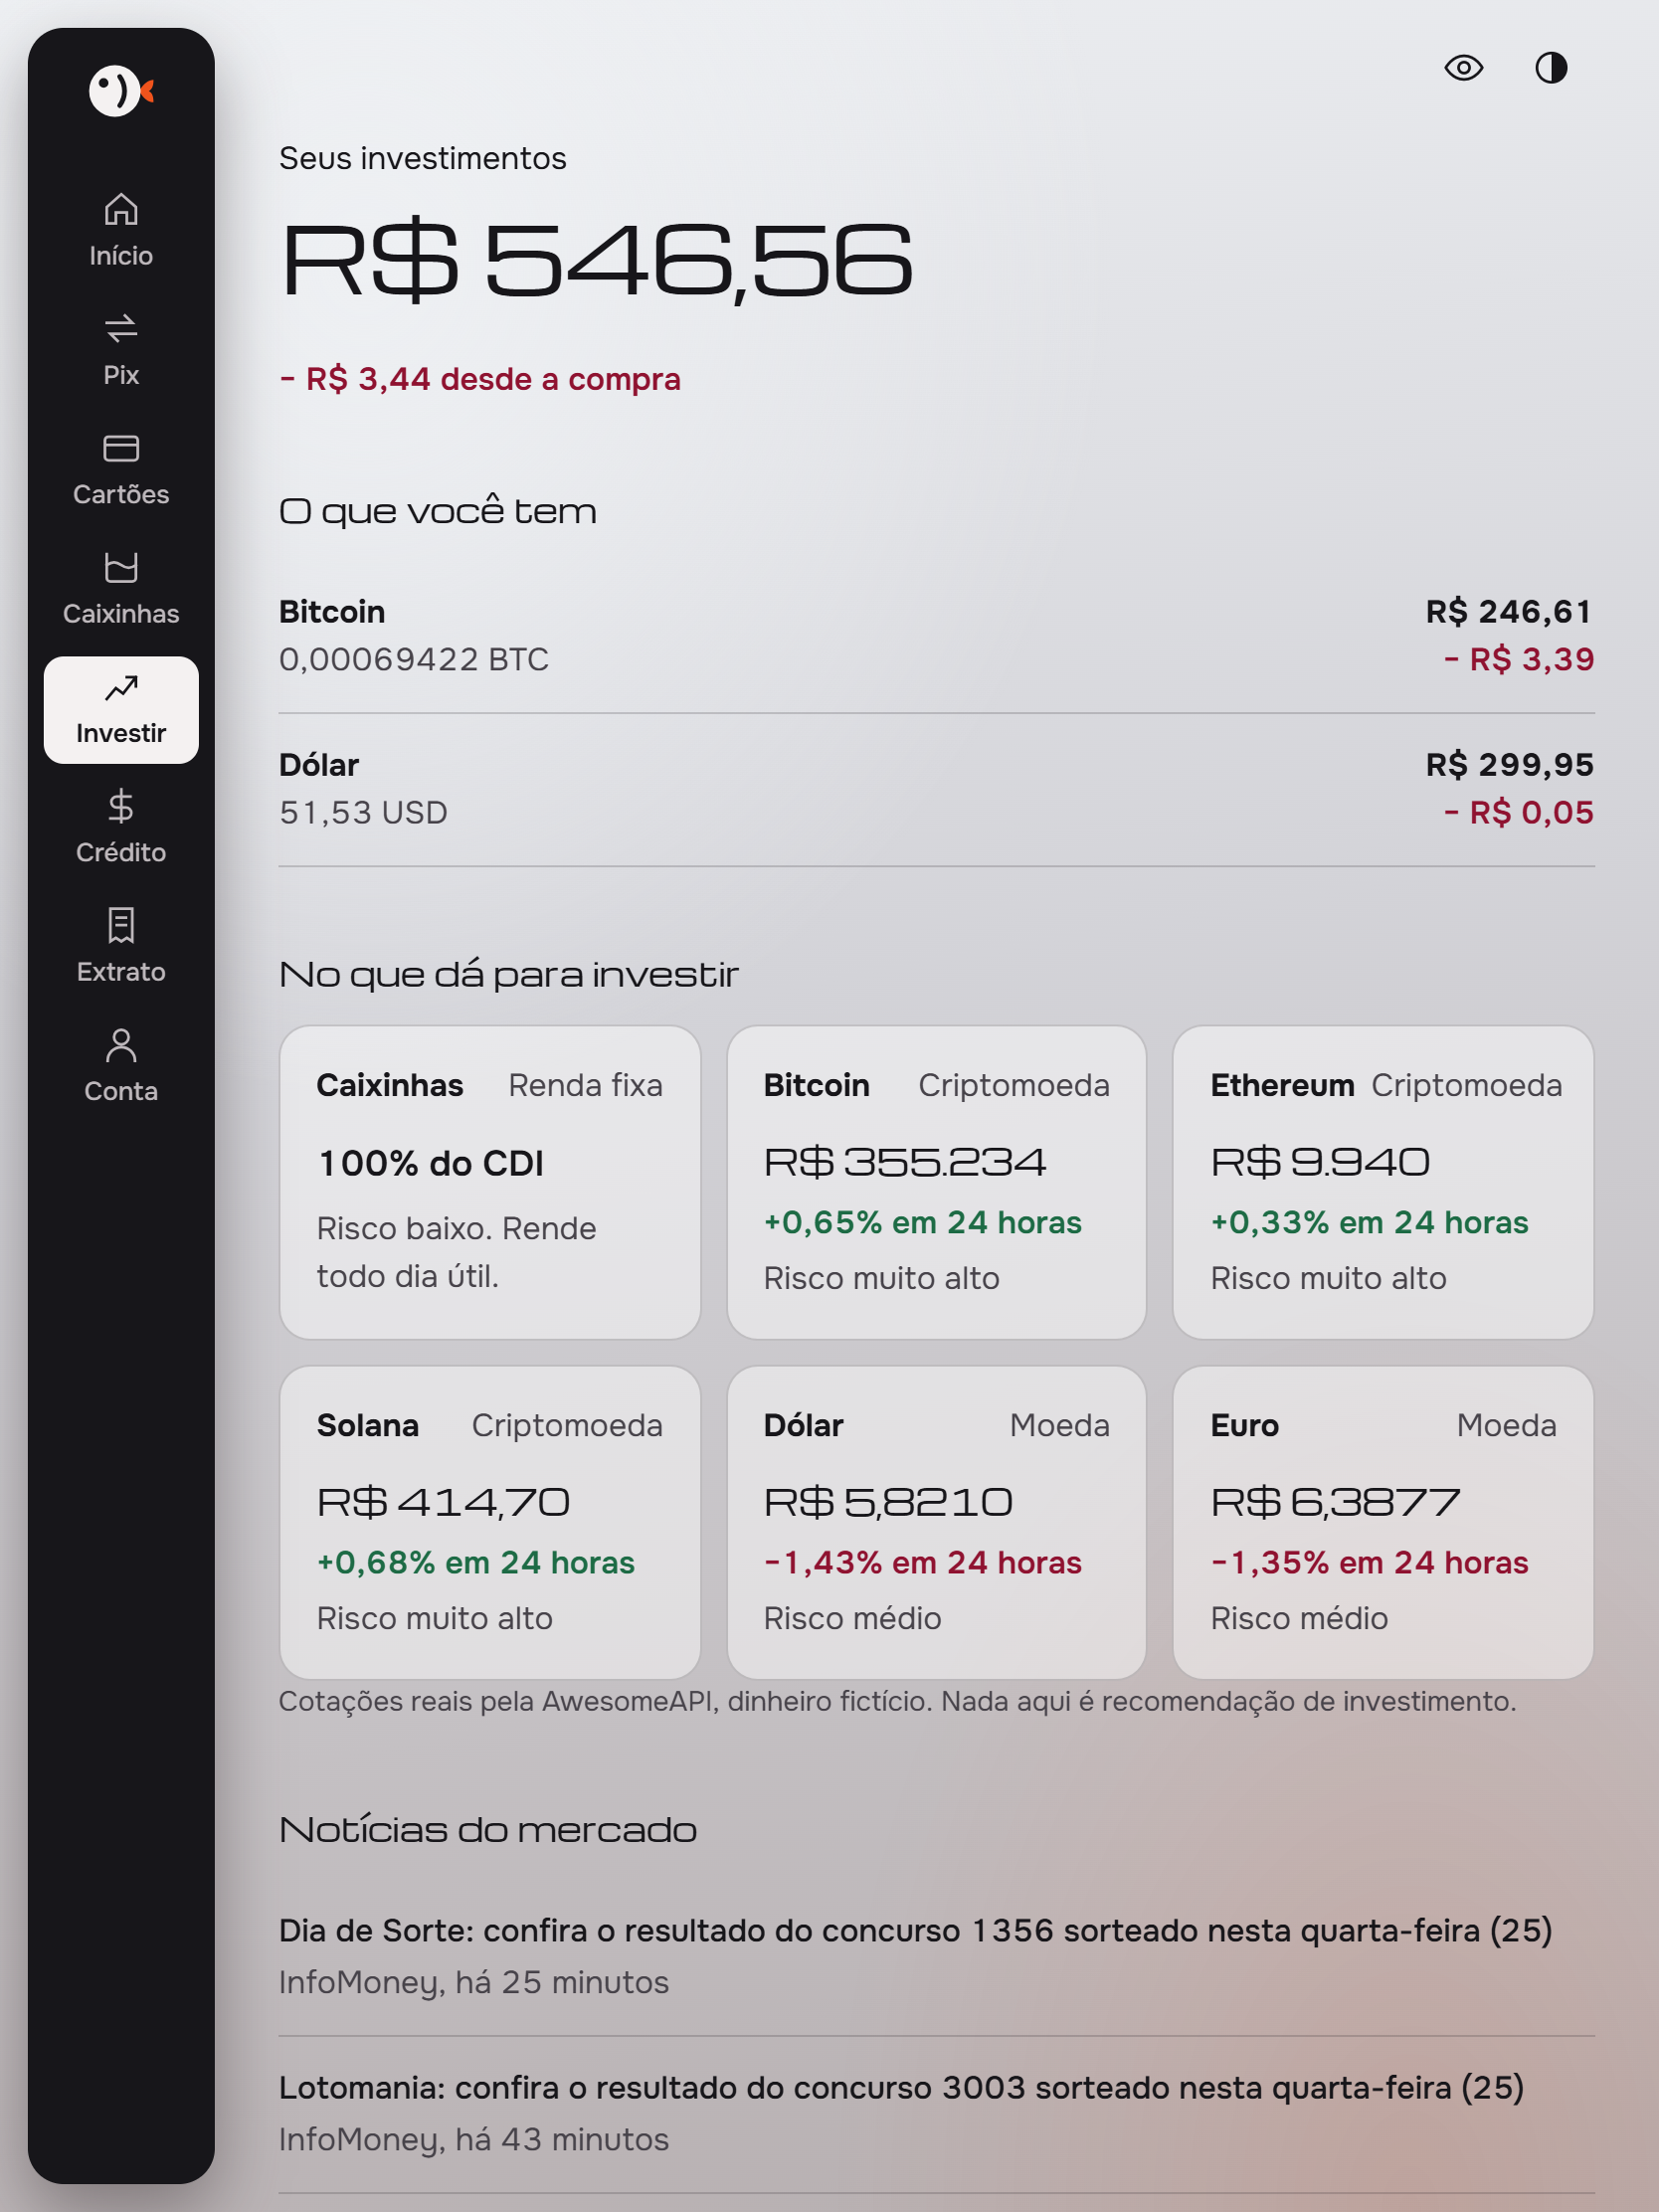 Início
Pix
Cartões
Caixinhas
Investir
Crédito
Extrato
Conta
Seus investimentos
R$ 546,56
− R$ 3,44 desde a compra
O que você tem
Bitcoin R$ 246,61
0,00069422 BTC − R$ 3,39
Dólar R$ 299,95
51,53 USD − R$ 0,05
No que dá para investir
Caixinhas Renda fixa
100% do CDI
Risco baixo. Rende
todo dia útil.
Bitcoin Criptomoeda
R$ 355.234
+0,65% em 24 horas
Risco muito alto
Ethereum Criptomoeda
R$ 9.940
+0,33% em 24 horas
Risco muito alto
Solana Criptomoeda
R$ 414,70
+0,68% em 24 horas
Risco muito alto
Dólar Moeda
R$ 5,8210
−1,43% em 24 horas
Risco médio
Euro Moeda
R$ 6,3877
−1,35% em 24 horas
Risco médio
Cotações reais pela AwesomeAPI, dinheiro fictício. Nada aqui é recomendação de investimento.
Notícias do mercado
Dia de Sorte: confira o resultado do concurso 1356 sorteado nesta quarta-feira (25)
InfoMoney, há 25 minutos
Lotomania: confira o resultado do concurso 3003 sorteado nesta quarta-feira (25)
InfoMoney, há 43 minutos